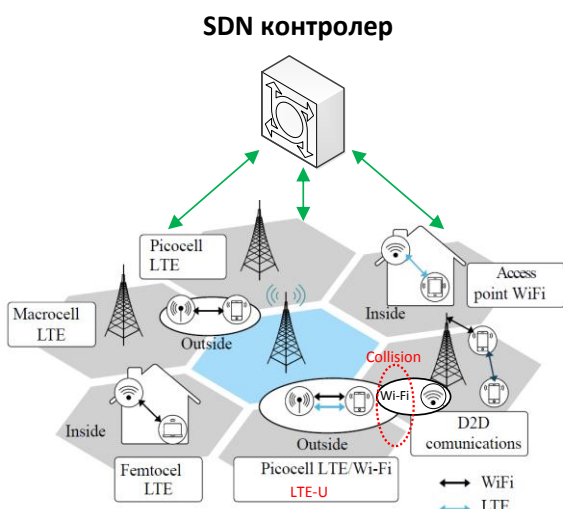 SDN контролер
Picocell
LTE
Macrocell
LTE
Outside
Inside
Access
point WiFi
Collision
Wi-Fi
Inside
Femtocel
LTE
Outside
Picocell LTE/Wi-Fi
LTE-U
D2D
comunications
WiFi
LTE